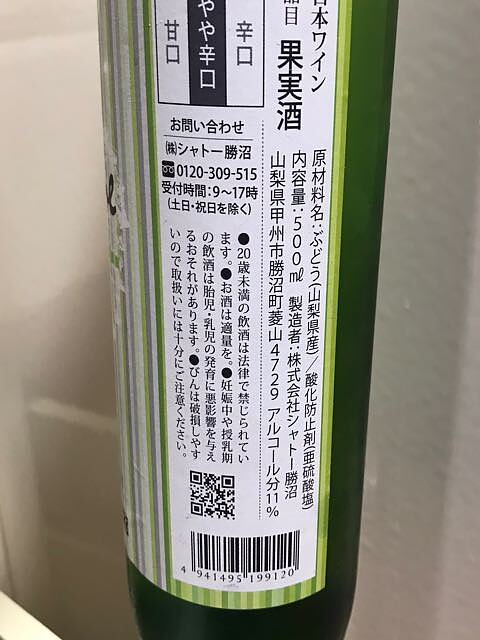 日本ワイン
品目 果実酒
辛口
やや辛口
甘口
原材料名:ぶどう(山梨県産)/酸化防止剤(亜硫酸塩)
内容量:500㎖ 製造者:株式会社シャトー勝沼
山梨県甲州市勝沼町菱山4729 アルコール分11%
お問い合わせ
㈱シャトー勝沼
0120-309-515
受付時間:9~17時
(土日・祝日を除く)
●20歳未満の飲酒は法律で禁じられてい
ます。●お酒は適量を。●妊娠中や授乳期
の飲酒は胎児・乳児の発育に悪影響を与え
るおそれがあります。●びんは破損しやす
いので取扱いには十分にご注意ください。
4 941495 199120